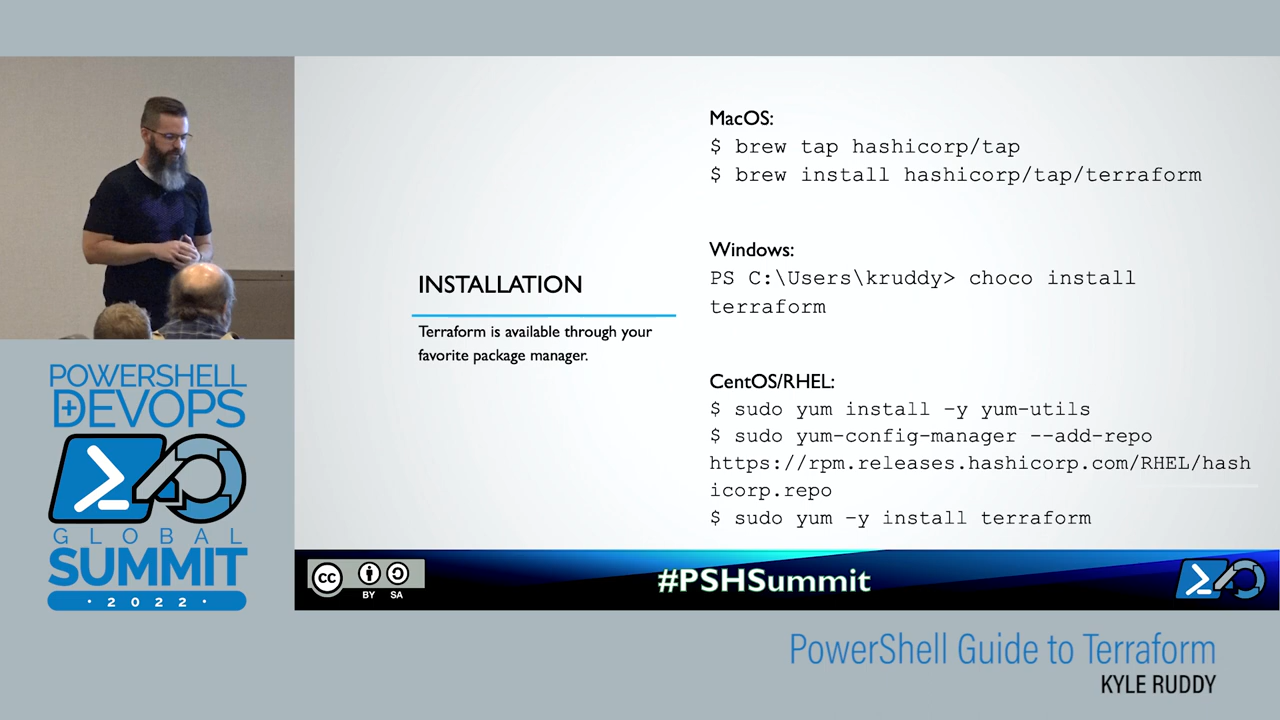 MacOS:
$ brew tap hashicorp/tap
$ brew install hashicorp/tap/terraform
Windows:
PS C:\Users\kruddy> choco install
terraform
INSTALLATION
Terraform is available through your
favorite package manager.
CentOS/RHEL:
$ sudo yum install -y yum-utils
$ sudo yum-config-manager --add-repo
https://rpm.releases.hashicorp.com/RHEL/hash
icorp.repo
$ sudo yum -y install terraform
POWERSHELL
+DEVOPS
GLOBAL
SUMMIT
· 2022 ·
cc
BY SA
#PSHSummit
PowerShell Guide to Terraform
KYLE RUDDY